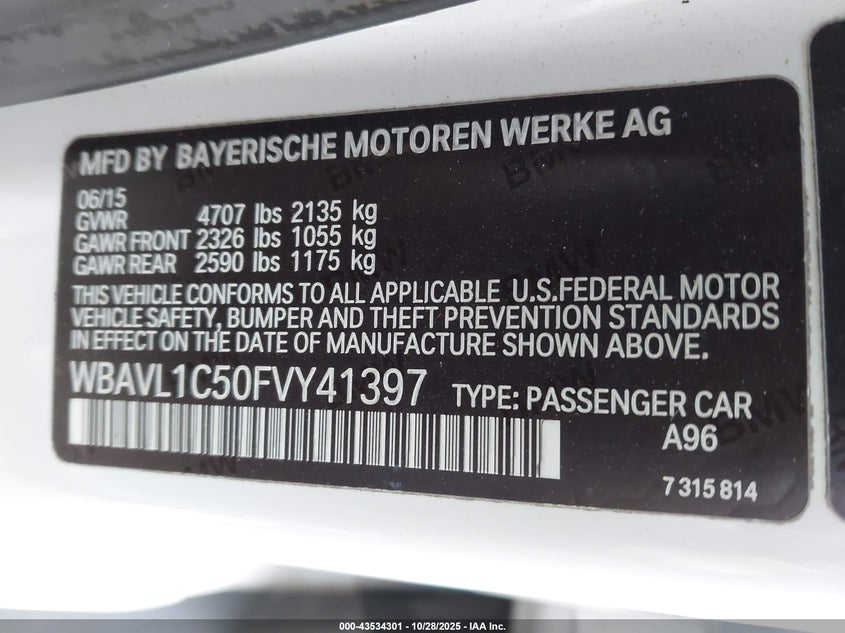 MFD BY BAYERISCHE MOTOREN WERKE AG
06/15
GVWR 4707 lbs 2135 kg
GAWR FRONT 2326 lbs 1055 kg
GAWR REAR 2590 lbs 1175 kg
THIS VEHICLE CONFORMS TO ALL APPLICABLE U.S.FEDERAL MOTOR
VEHICLE SAFETY, BUMPER AND THEFT PREVENTION STANDARDS
IN EFFECT ON THE DATE OF MANUFACTURE SHOWN ABOVE.
WBAVL1C50FVY41397 TYPE: PASSENGER CAR
A96
7 315 814
000-43534301 - 10/28/2025 - IAA Inc.